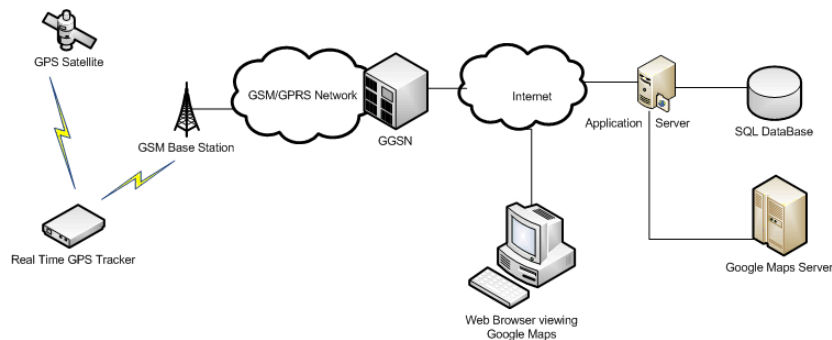 GPS Satellite
GSM/GPRS Network
Internet
GSM Base Station
GGSN
Application Server
SQL DataBase
Real Time GPS Tracker
Google Maps Server
Web Browser viewing
Google Maps